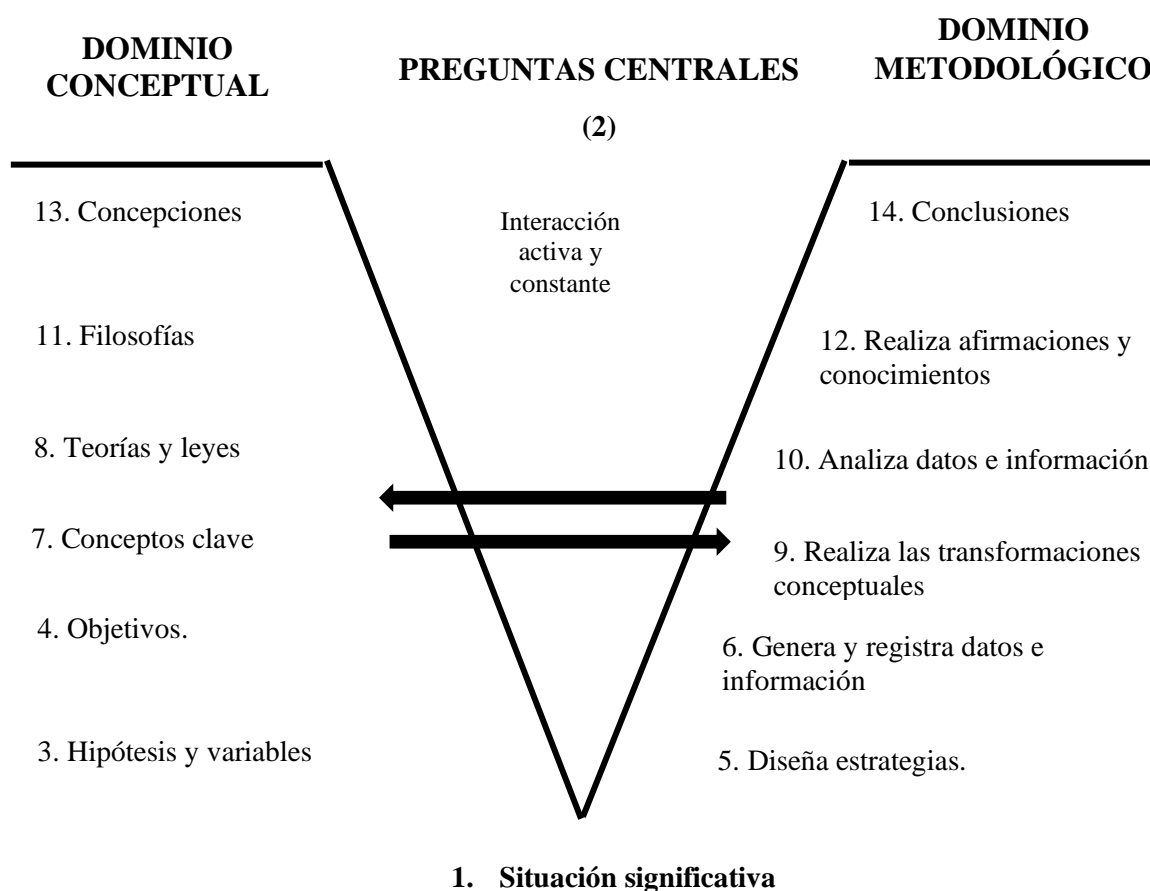 DOMINIO
CONCEPTUAL
PREGUNTAS CENTRALES
(2)
DOMINIO
METODOLÓGICO
13. Concepciones
11. Filosofías
8. Teorías y leyes
7. Conceptos clave
4. Objetivos.
3. Hipótesis y variables
Interacción
activa y
constante
14. Conclusiones
12. Realiza afirmaciones y
conocimientos
10. Analiza datos e información
9. Realiza las transformaciones
conceptuales
6. Genera y registra datos e
información
5. Diseña estrategias.
1. Situación significativa